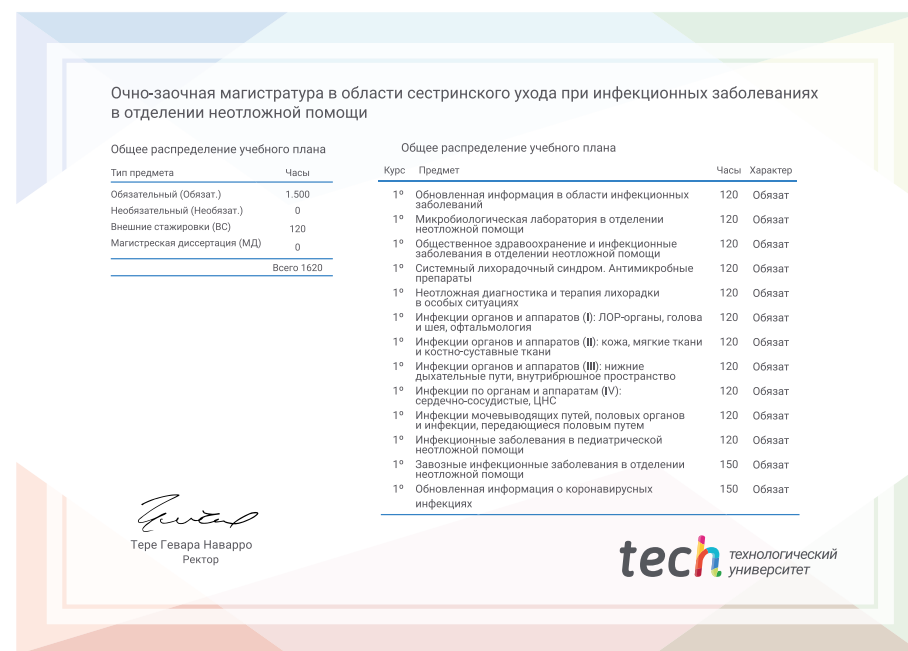 Очно-заочная магистратура в области сестринского ухода при инфекционных заболеваниях
в отделении неотложной помощи
Общее распределение учебного плана
Тип предмета Часы
Обязательный (Обязат.) 1.500
Необязательный (Необязат.) 0
Внешние стажировки (ВС) 120
Магистреская диссертация (МД) 0
Всего 1620
Общее распределение учебного плана
Курс Предмет Часы Характер
1º Обновленная информация в области инфекционных 120 Обязат
заболеваний
1º Микробиологическая лаборатория в отделении 120 Обязат
неотложной помощи
1º Общественное здравоохранение и инфекционные 120 Обязат
заболевания в отделении неотложной помощи
1º Системный лихорадочный синдром. Антимикробные 120 Обязат
препараты
1º Неотложная диагностика и терапия лихорадки 120 Обязат
в особых ситуациях
1º Инфекции органов и аппаратов (I): ЛОР-органы, голова 120 Обязат
и шея, офтальмология
1º Инфекции органов и аппаратов (II): кожа, мягкие ткани 120 Обязат
и костно-суставные ткани
1º Инфекции органов и аппаратов (III): нижние 120 Обязат
дыхательные пути, внутрибрюшное пространство
1º Инфекции по органам и аппаратам (IV): 120 Обязат
сердечно-сосудистые, ЦНС
1º Инфекции мочевыводящих путей, половых органов 120 Обязат
и инфекции, передающиеся половым путем
1º Инфекционные заболевания в педиатрической 120 Обязат
неотложной помощи
1º Завозные инфекционные заболевания в отделении 150 Обязат
неотложной помощи
1º Обновленная информация о коронавирусных 150 Обязат
инфекциях
Тере Гевара Наварро
Ректор
tech технологический
университет